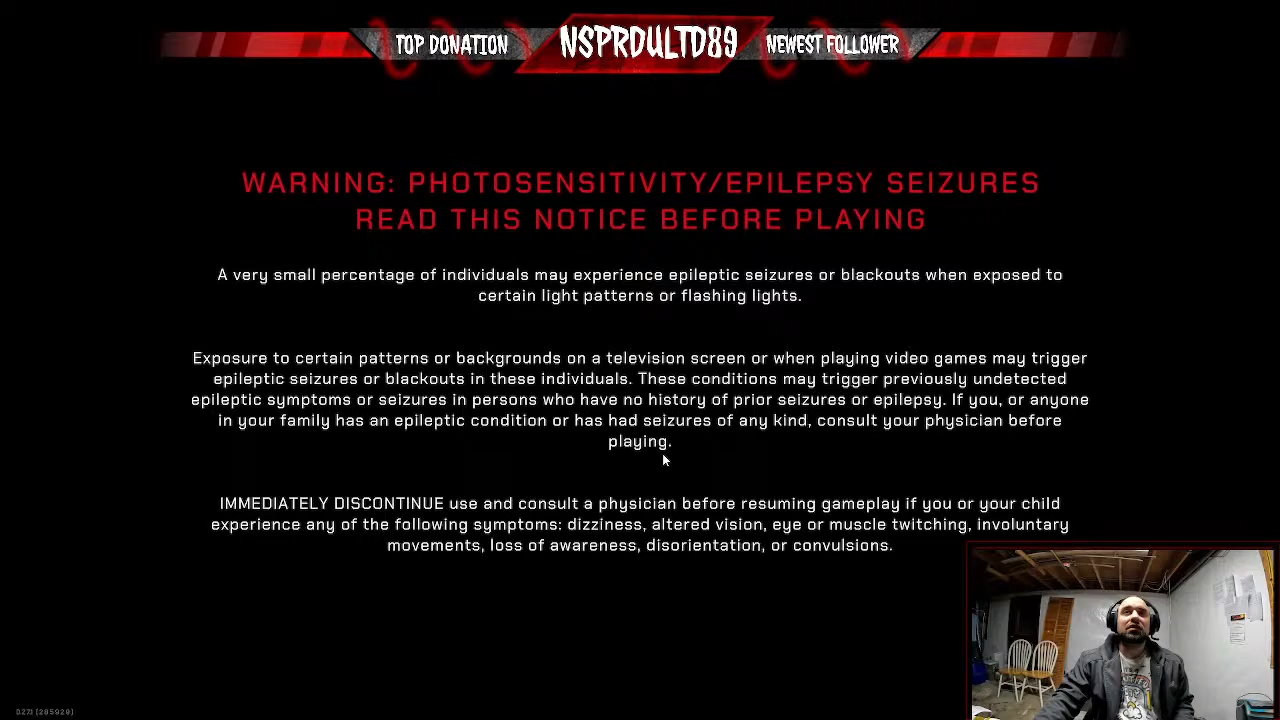 TOP DONATION
NSPRDULTD89
NEWEST FOLLOWER
WARNING: PHOTOSENSITIVITY/EPILEPSY SEIZURES
READ THIS NOTICE BEFORE PLAYING
A very small percentage of individuals may experience epileptic seizures or blackouts when exposed to
certain light patterns or flashing lights.
Exposure to certain patterns or backgrounds on a television screen or when playing video games may trigger
epileptic seizures or blackouts in these individuals. These conditions may trigger previously undetected
epileptic symptoms or seizures in persons who have no history of prior seizures or epilepsy. If you, or anyone
in your family has an epileptic condition or has had seizures of any kind, consult your physician before
playing.
IMMEDIATELY DISCONTINUE use and consult a physician before resuming gameplay if you or your child
experience any of the following symptoms: dizziness, altered vision, eye or muscle twitching, involuntary
movements, loss of awareness, disorientation, or convulsions.